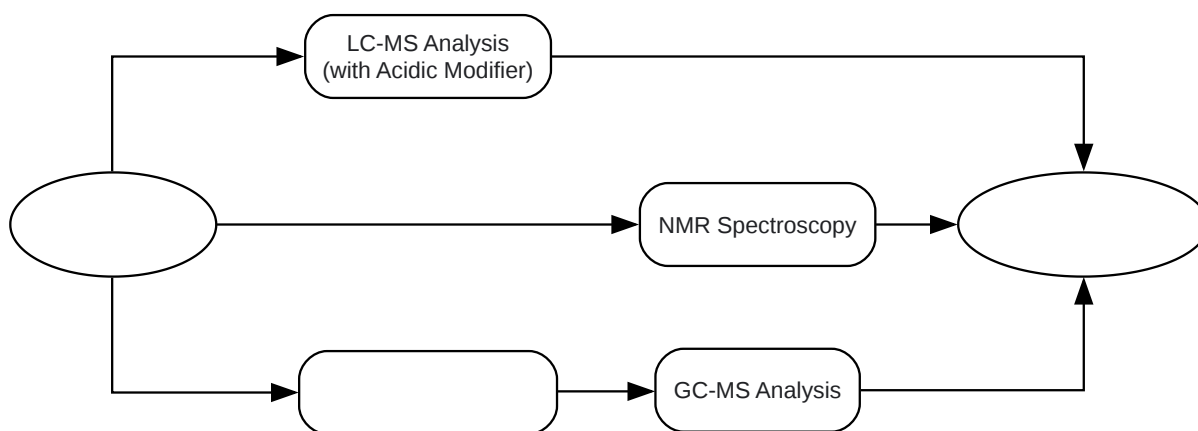 LC-MS Analysis
(with Acidic Modifier)
NMR Spectroscopy
GC-MS Analysis